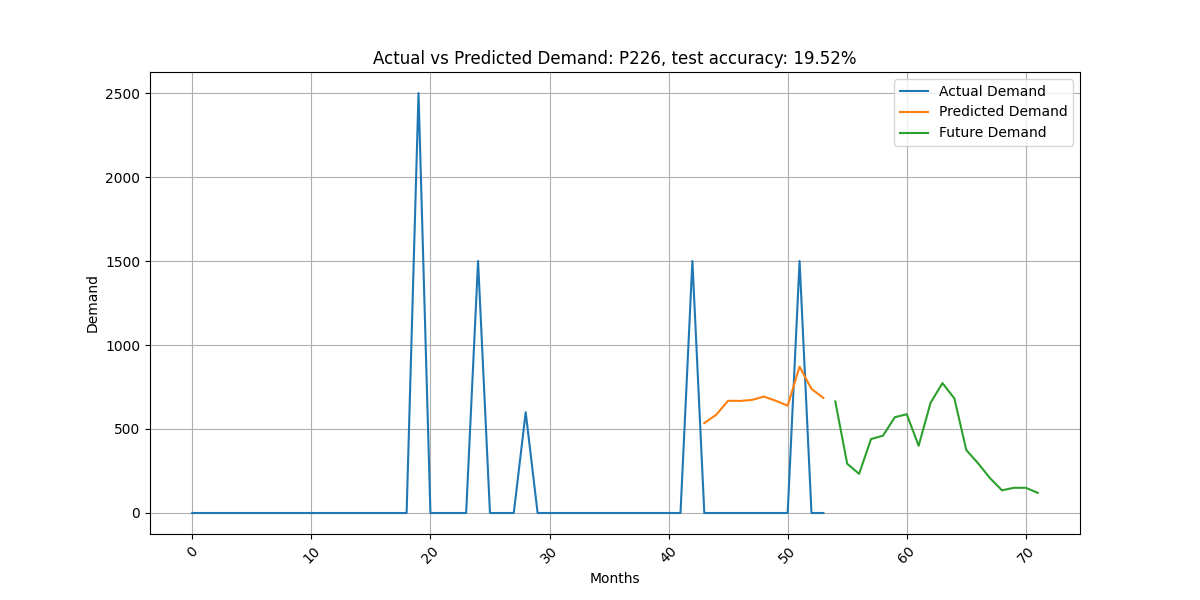 Actual vs Predicted Demand: P226, test accuracy: 19.52%
Actual Demand
Predicted Demand
Future Demand
2500
2000
1500
1000
500
0
Demand
0
10
20
30
40
50
60
70
Months